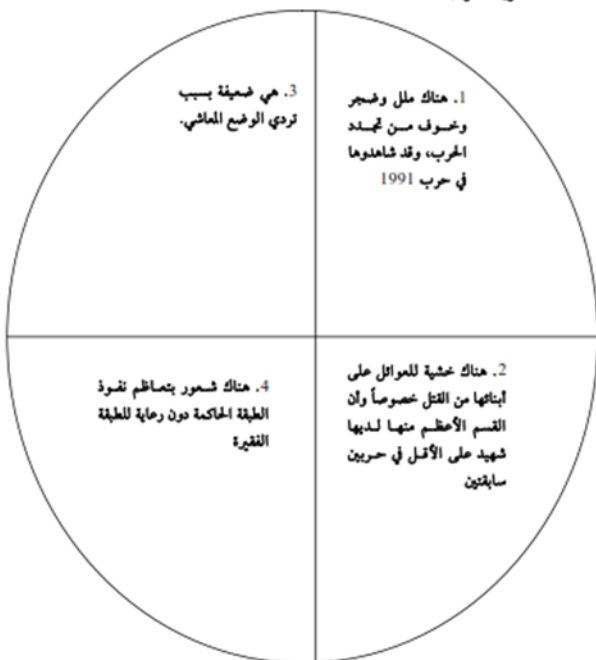 1. هناك ملل وضجر
وخوف من تجدد
الحرب، وقد شاهدوها
في حرب 1991
2. هناك خشية للعوائل على
أبنائها من القتل خصوصاً وأن
القسم الأعظم منها لديها
شهيد على الأقل في حربين
سابقتين
3. هي ضعيفة بسبب
تردي الوضع المعاشي.
4. هناك شعور بتعاظم نفوذ
الطبقة الحاكمة دون رعاية للطبقة
الفقيرة